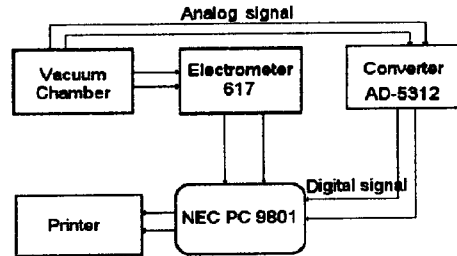 Analog signal
Vacuum
Chamber
Electrometer
617
Converter
AD-5312
Digital signal
Printer
NEC PC 9801